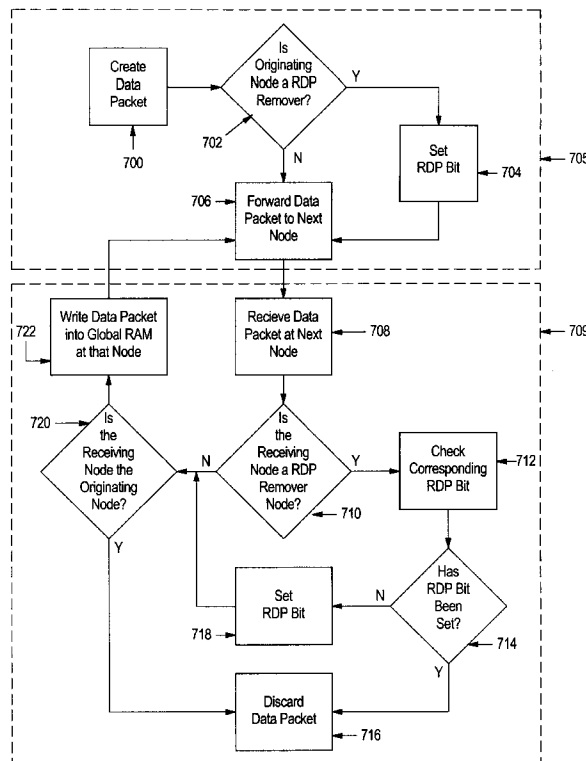 Create
Data
Packet
700
Is
Originating
Node a RDP
Remover?
702
Y
N
Set
RDP Bit
704
705
706
Forward Data
Packet to Next
Node
Write Data Packet
into Global RAM
at that Node
722
Recieve Data
Packet at Next
Node
708
709
720
Is
the
Receiving
Node the
Originating
Node?
Y
N
Is
the
Receiving
Node a RDP
Remover
Node?
710
Y
Check
Corresponding
RDP Bit
712
Has
RDP Bit
Been
Set?
714
N
Y
Set
RDP Bit
718
Discard
Data Packet
716